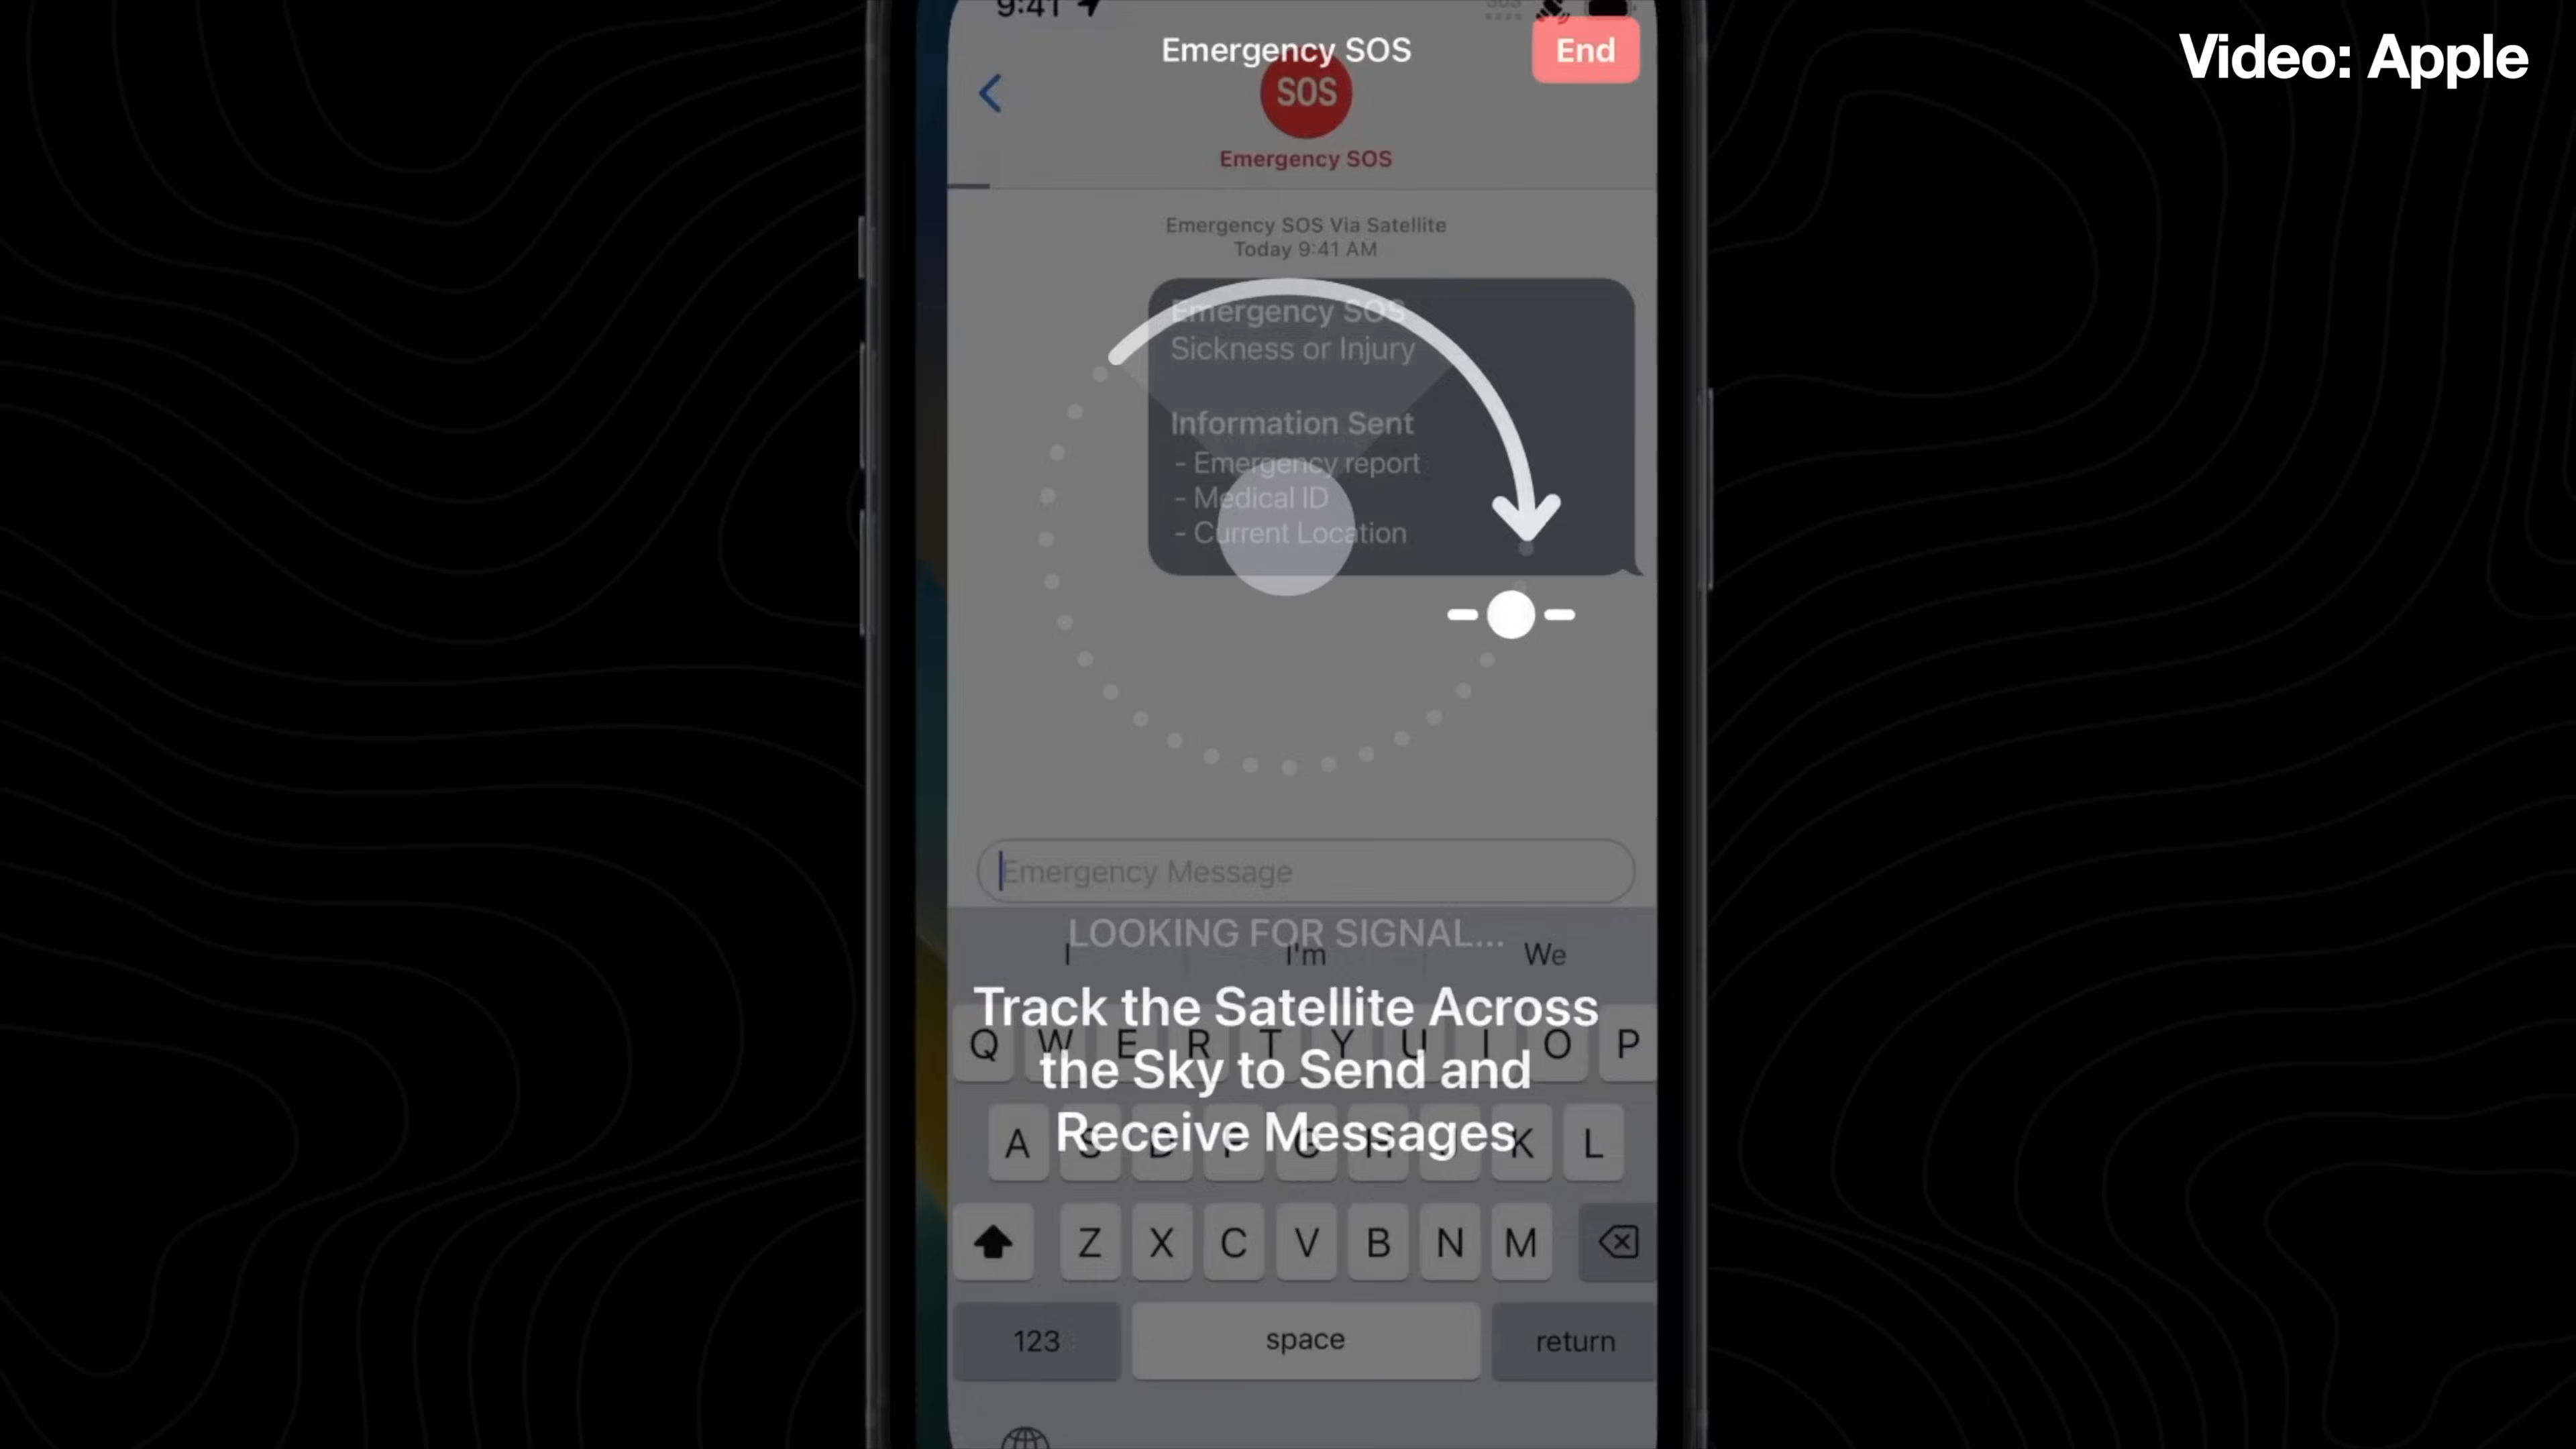 Video: Apple
9:41
SOS
Emergency SOS
End
SOS
Emergency SOS
Emergency SOS Via Satellite
Today 9:41 AM
Emergency SOS
Sickness or Injury
Information Sent
- Emergency report
- Medical ID
- Current Location
Emergency Message
LOOKING FOR SIGNAL...
I I'm We
Track the Satellite Across
the Sky to Send and
Receive Messages
Q W E R T Y U I O P
A S D F G H J K L
Z X C V B N M
123 space return